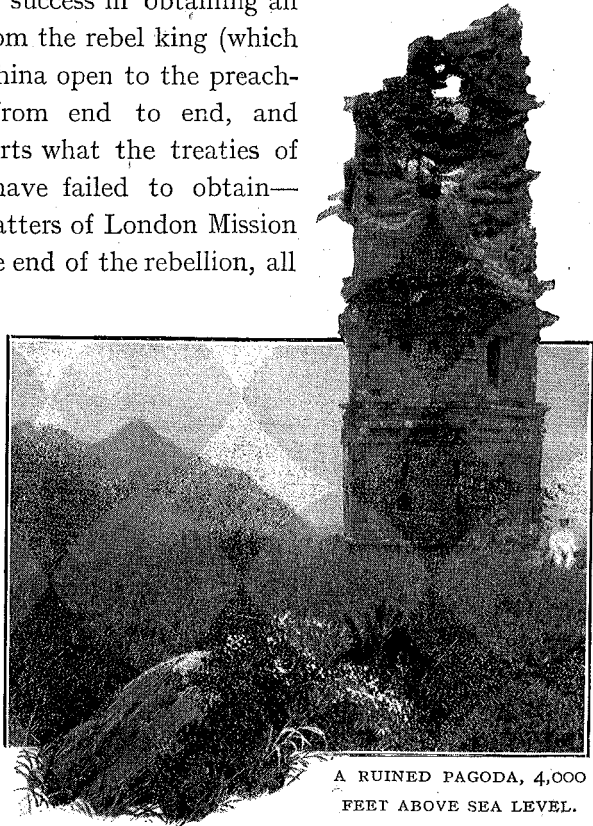 success in obtaining an
om the rebel king (which
hina open to the preach-
rom end to end, and
rts what the treaties of
have failed to obtain—
atters of London Mission
e end of the rebellion, all
A RUINED PAGODA, 4,000
FEET ABOVE SEA LEVEL.